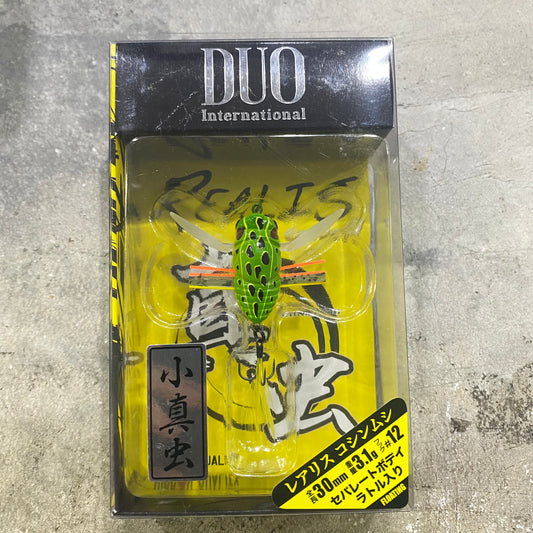 DUO
International
REALIS
真
虫
小真虫
レアリス コシンムシ
全長30mm 重量3.1g フック#12
セパレートボディ
ラトル入り
FLOATING